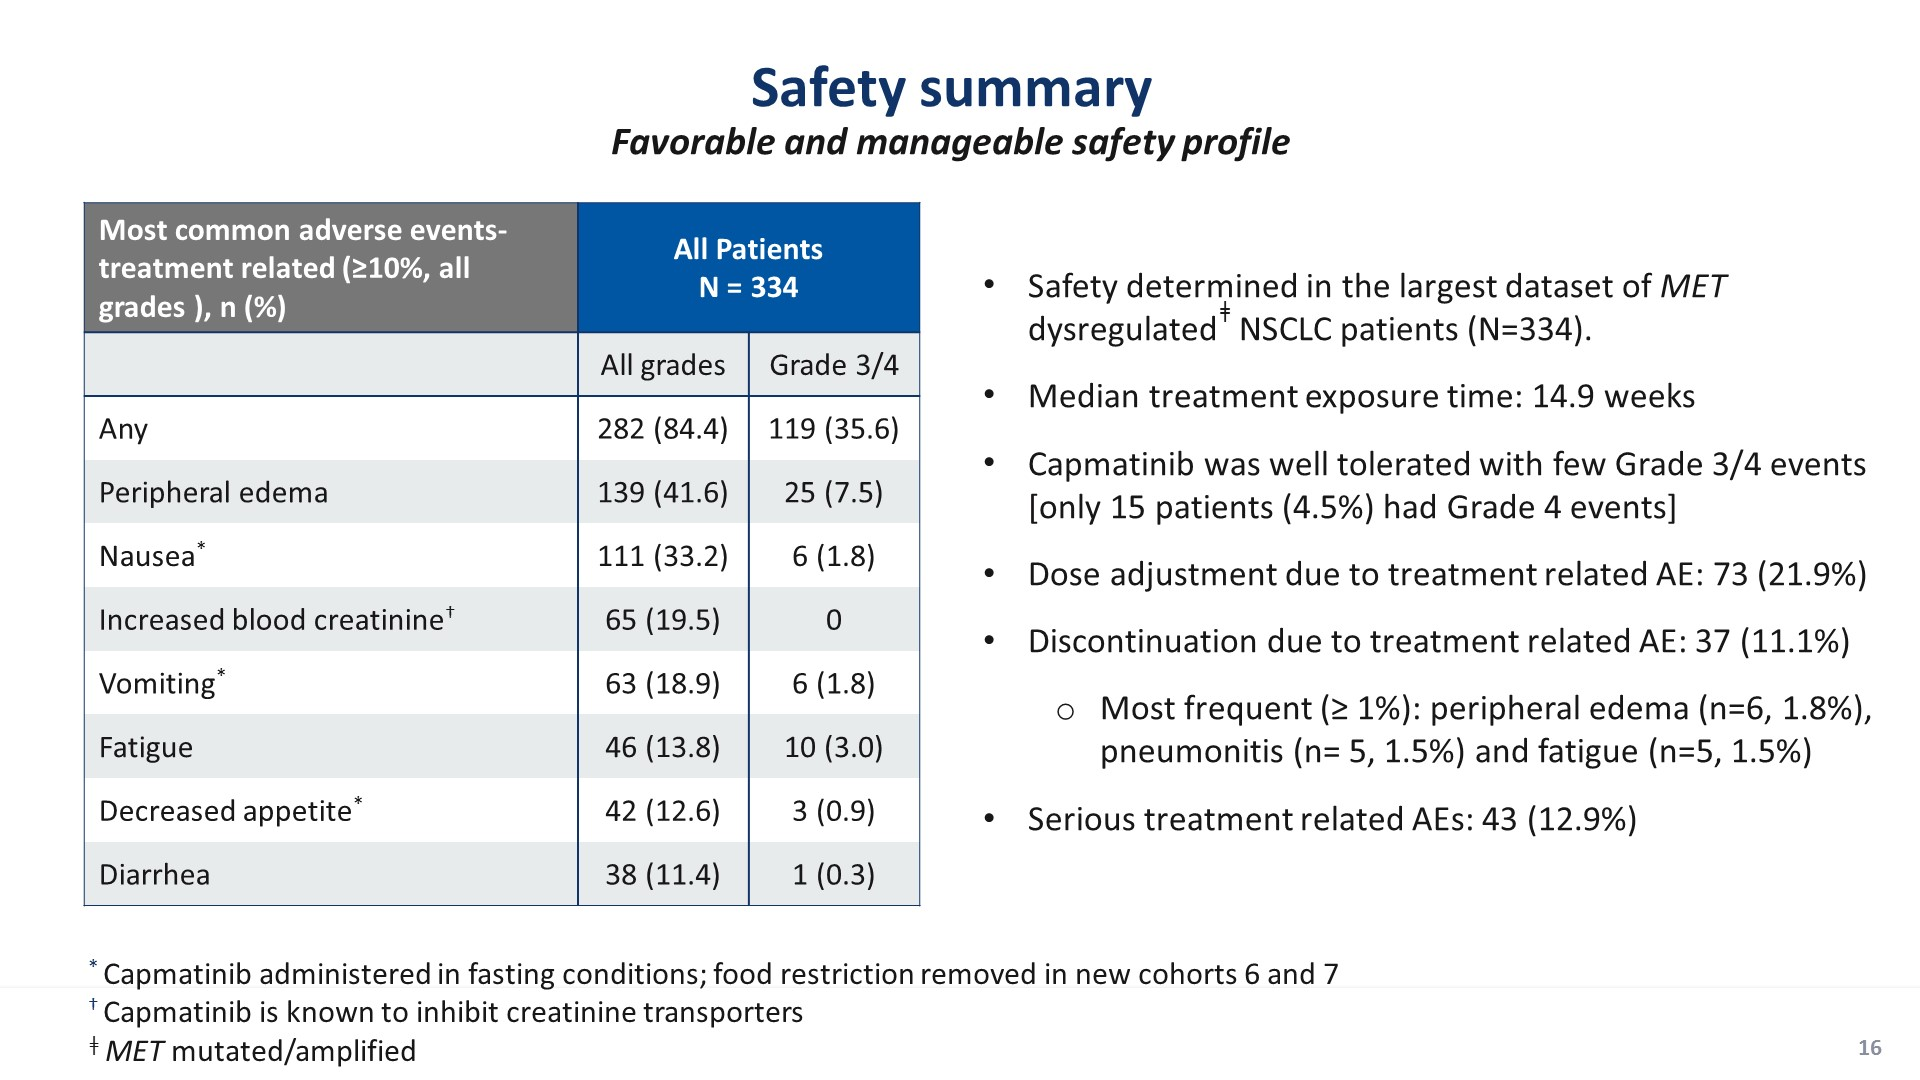 Safety summary
Favorable and manageable safety profile
Most common adverse events-
treatment related (≥10%, all
grades ), n (%)
All Patients
N = 334
All grades Grade 3/4
Any 282 (84.4) 119 (35.6)
Peripheral edema 139 (41.6) 25 (7.5)
Nausea* 111 (33.2) 6 (1.8)
Increased blood creatinine† 65 (19.5) 0
Vomiting* 63 (18.9) 6 (1.8)
Fatigue 46 (13.8) 10 (3.0)
Decreased appetite* 42 (12.6) 3 (0.9)
Diarrhea 38 (11.4) 1 (0.3)
• Safety determined in the largest dataset of MET
dysregulated‡ NSCLC patients (N=334).
• Median treatment exposure time: 14.9 weeks
• Capmatinib was well tolerated with few Grade 3/4 events
[only 15 patients (4.5%) had Grade 4 events]
• Dose adjustment due to treatment related AE: 73 (21.9%)
• Discontinuation due to treatment related AE: 37 (11.1%)
o Most frequent (≥ 1%): peripheral edema (n=6, 1.8%),
pneumonitis (n= 5, 1.5%) and fatigue (n=5, 1.5%)
• Serious treatment related AEs: 43 (12.9%)
* Capmatinib administered in fasting conditions; food restriction removed in new cohorts 6 and 7
† Capmatinib is known to inhibit creatinine transporters
‡ MET mutated/amplified
16